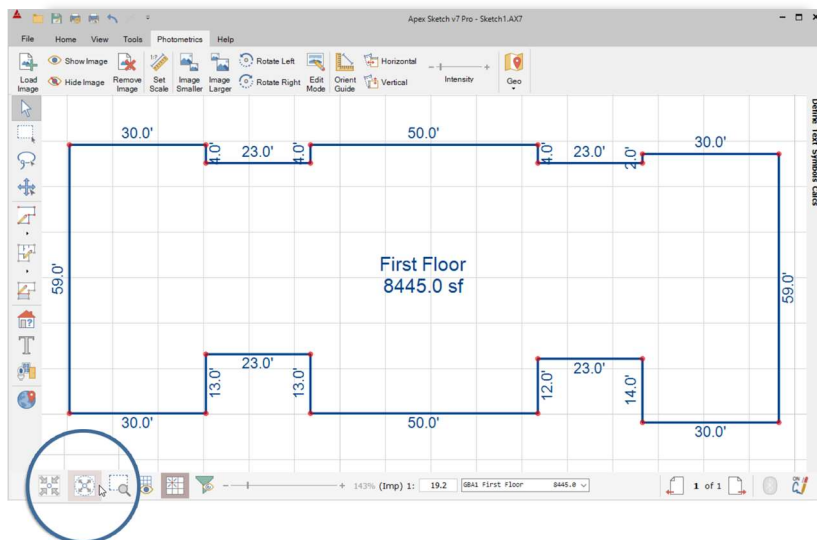 Apex Sketch v7 Pro - Sketch1.AX7
File Home View Tools Photometrics Help
Load Image
Show Image
Hide Image
Remove Image
Set Scale
Image Smaller
Image Larger
Rotate Left
Rotate Right
Edit Mode
Orient Guide
Horizontal
Vertical
- +
Intensity
Geo
Define Text Symbols Calcs
30.0'
4.0'
23.0'
4.0'
50.0'
4.0'
23.0'
2.0'
30.0'
59.0'
First Floor
8445.0 sf
59.0'
30.0'
13.0'
23.0'
13.0'
50.0'
12.0'
23.0'
14.0'
30.0'
- + 143% (Imp) 1: 19.2 GBA1 First Floor 8445.0 1 of 1 ON